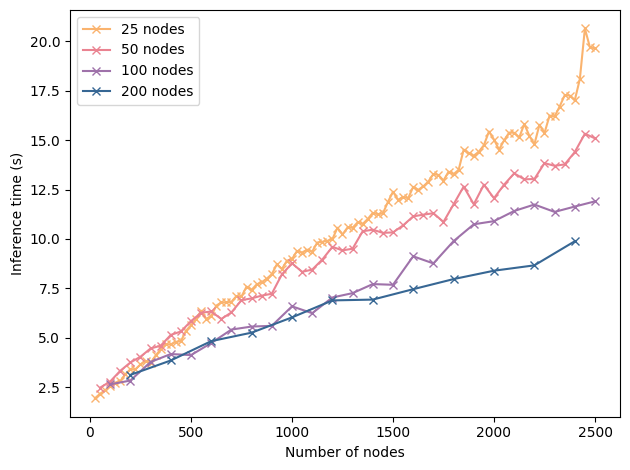 25 nodes
50 nodes
100 nodes
200 nodes
20.0
17.5
15.0
12.5
10.0
7.5
5.0
2.5
Inference time (s)
0 500 1000 1500 2000 2500
Number of nodes